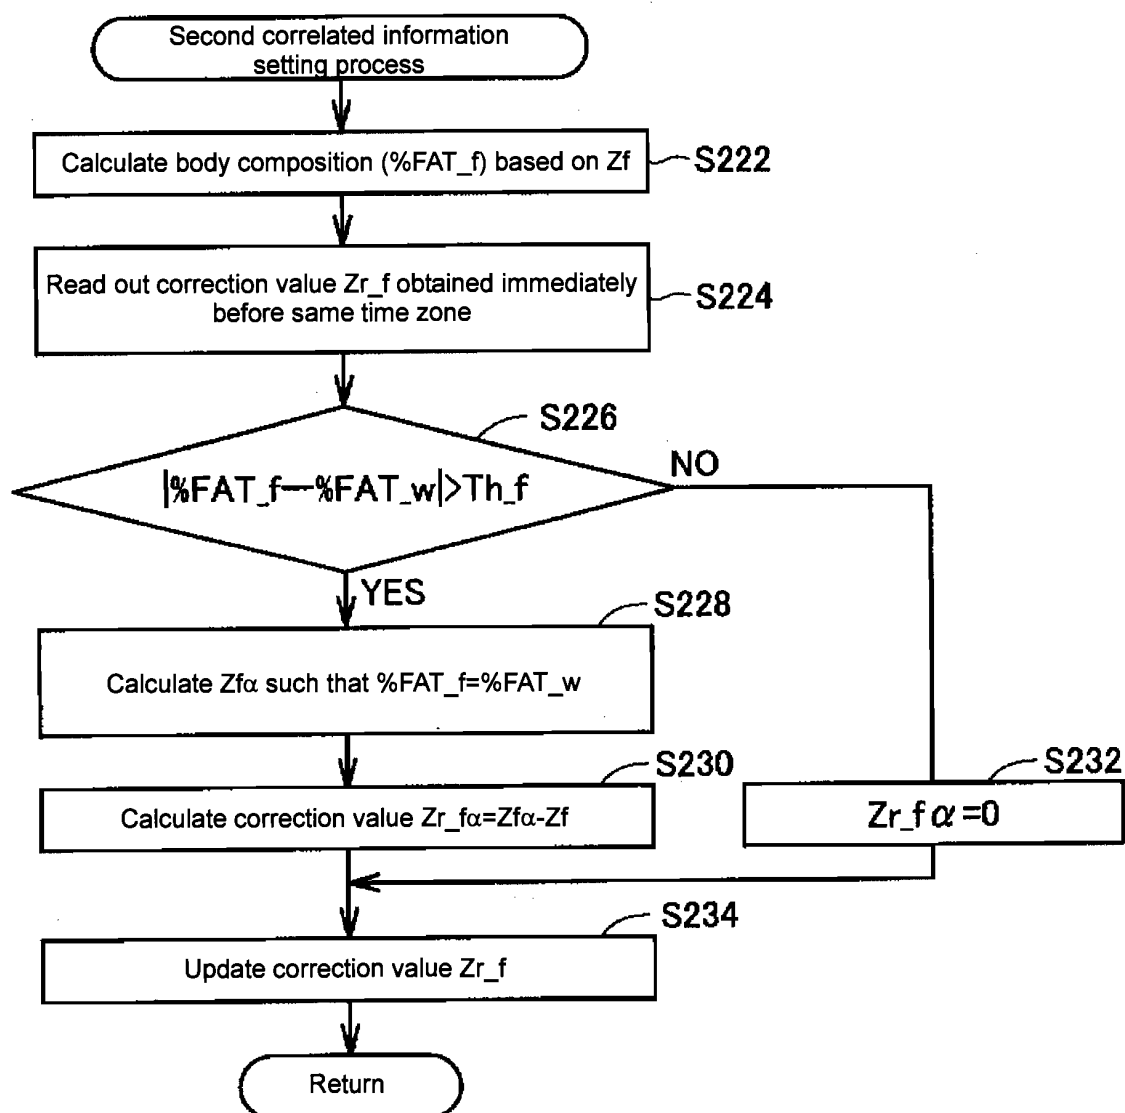 Second correlated information
setting process
Calculate body composition (%FAT_f) based on Zf
S222
Read out correction value Zr_f obtained immediately
before same time zone
S224
S226
|%FAT_f—%FAT_w|>Th_f
NO
YES
S228
Calculate Zfα such that %FAT_f=%FAT_w
S230
Calculate correction value Zr_fα=Zfα-Zf
S232
Zr_fα=0
S234
Update correction value Zr_f
Return